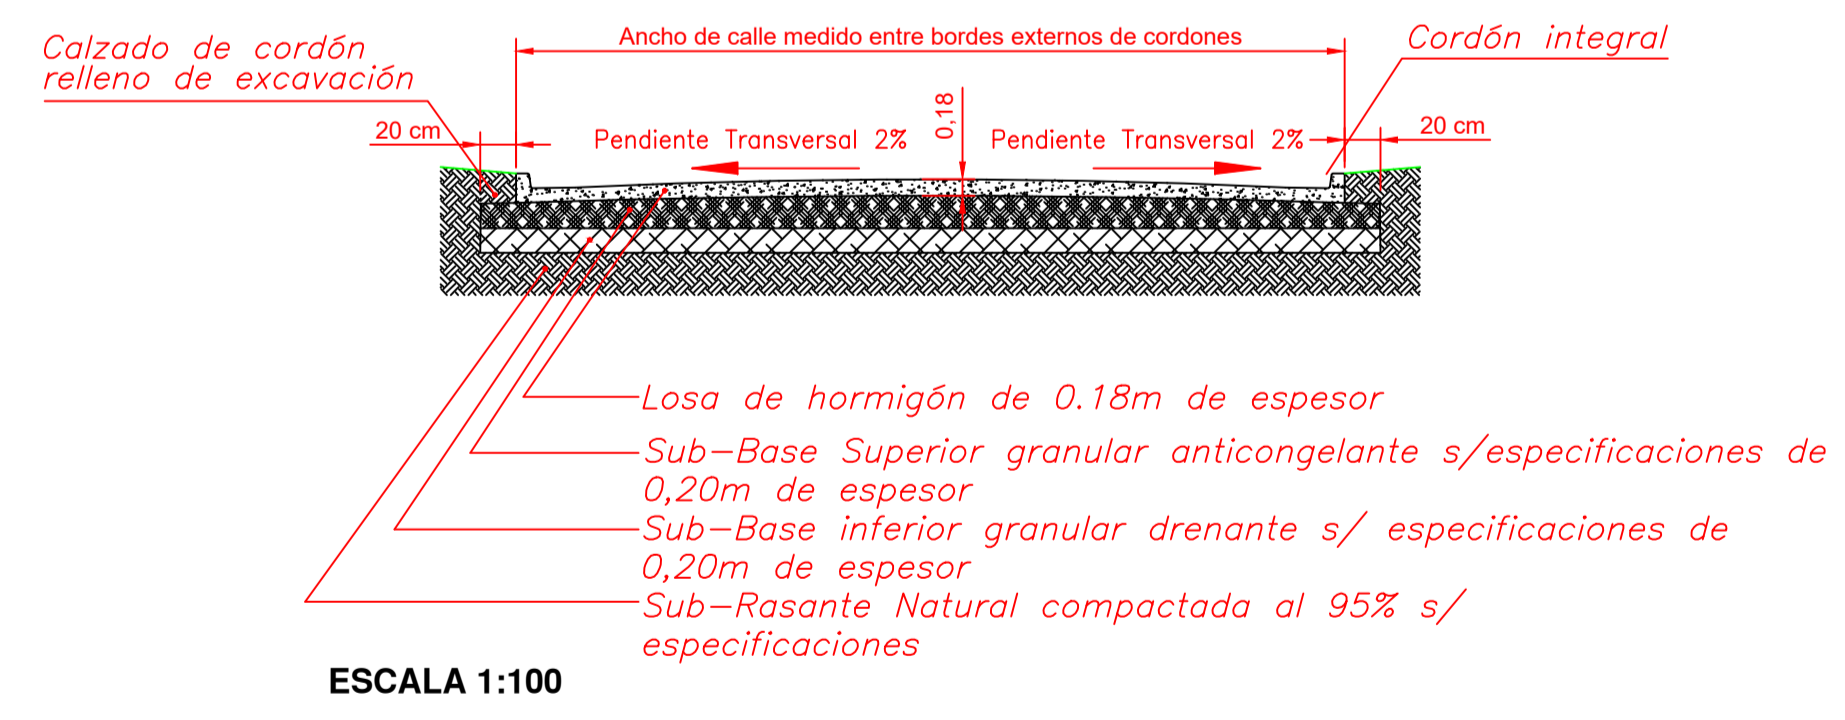 Calzado de cordón
relleno de excavación
Ancho de calle medido entre bordes externos de cordones
Cordón integral
20 cm
Pendiente Transversal 2%
0,18
Pendiente Transversal 2%
20 cm
Losa de hormigón de 0.18m de espesor
Sub-Base Superior granular anticongelante s/especificaciones de
0,20m de espesor
Sub-Base inferior granular drenante s/ especificaciones de
0,20m de espesor
Sub-Rasante Natural compactada al 95% s/
especificaciones
ESCALA 1:100